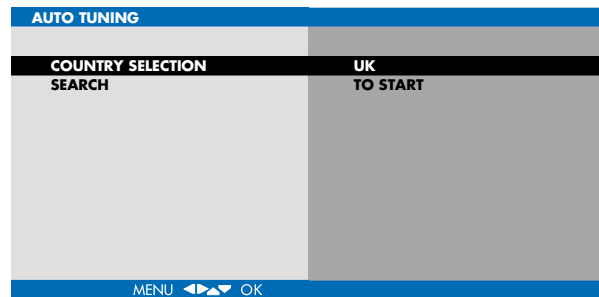 AUTO TUNING
COUNTRY SELECTION UK
SEARCH TO START
MENU ◀▶▲▼ OK